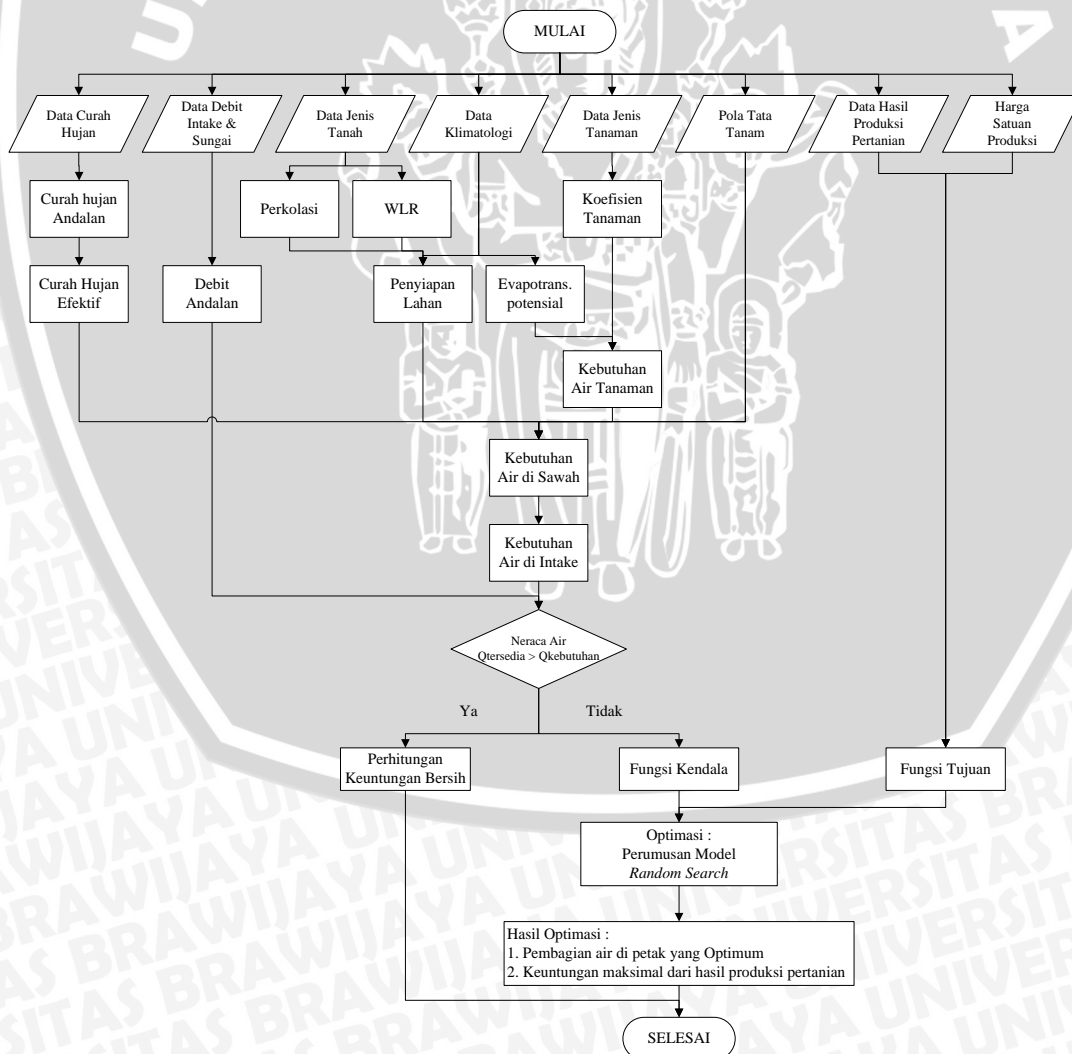 MULAI
Data Curah
Hujan
Data Debit
Intake &
Sungai
Data Jenis
Tanah
Data
Klimatologi
Data Jenis
Tanaman
Pola Tata
Tanam
Data Hasil
Produksi
Pertanian
Harga
Satuan
Produksi
Curah hujan
Andalan
Perkolasi
WLR
Koefisien
Tanaman
Curah Hujan
Efektif
Debit
Andalan
Penyiapan
Lahan
Evapotrans.
potensial
Kebutuhan
Air Tanaman
Kebutuhan
Air di Sawah
Kebutuhan
Air di Intake
Neraca Air
Qtersedia > Qkebutuhan
Ya
Tidak
Perhitungan
Keuntungan Bersih
Fungsi Kendala
Fungsi Tujuan
Optimasi :
Perumusan Model
Random Search
Hasil Optimasi :
1. Pembagian air di petak yang Optimum
2. Keuntungan maksimal dari hasil produksi pertanian
SELESAI